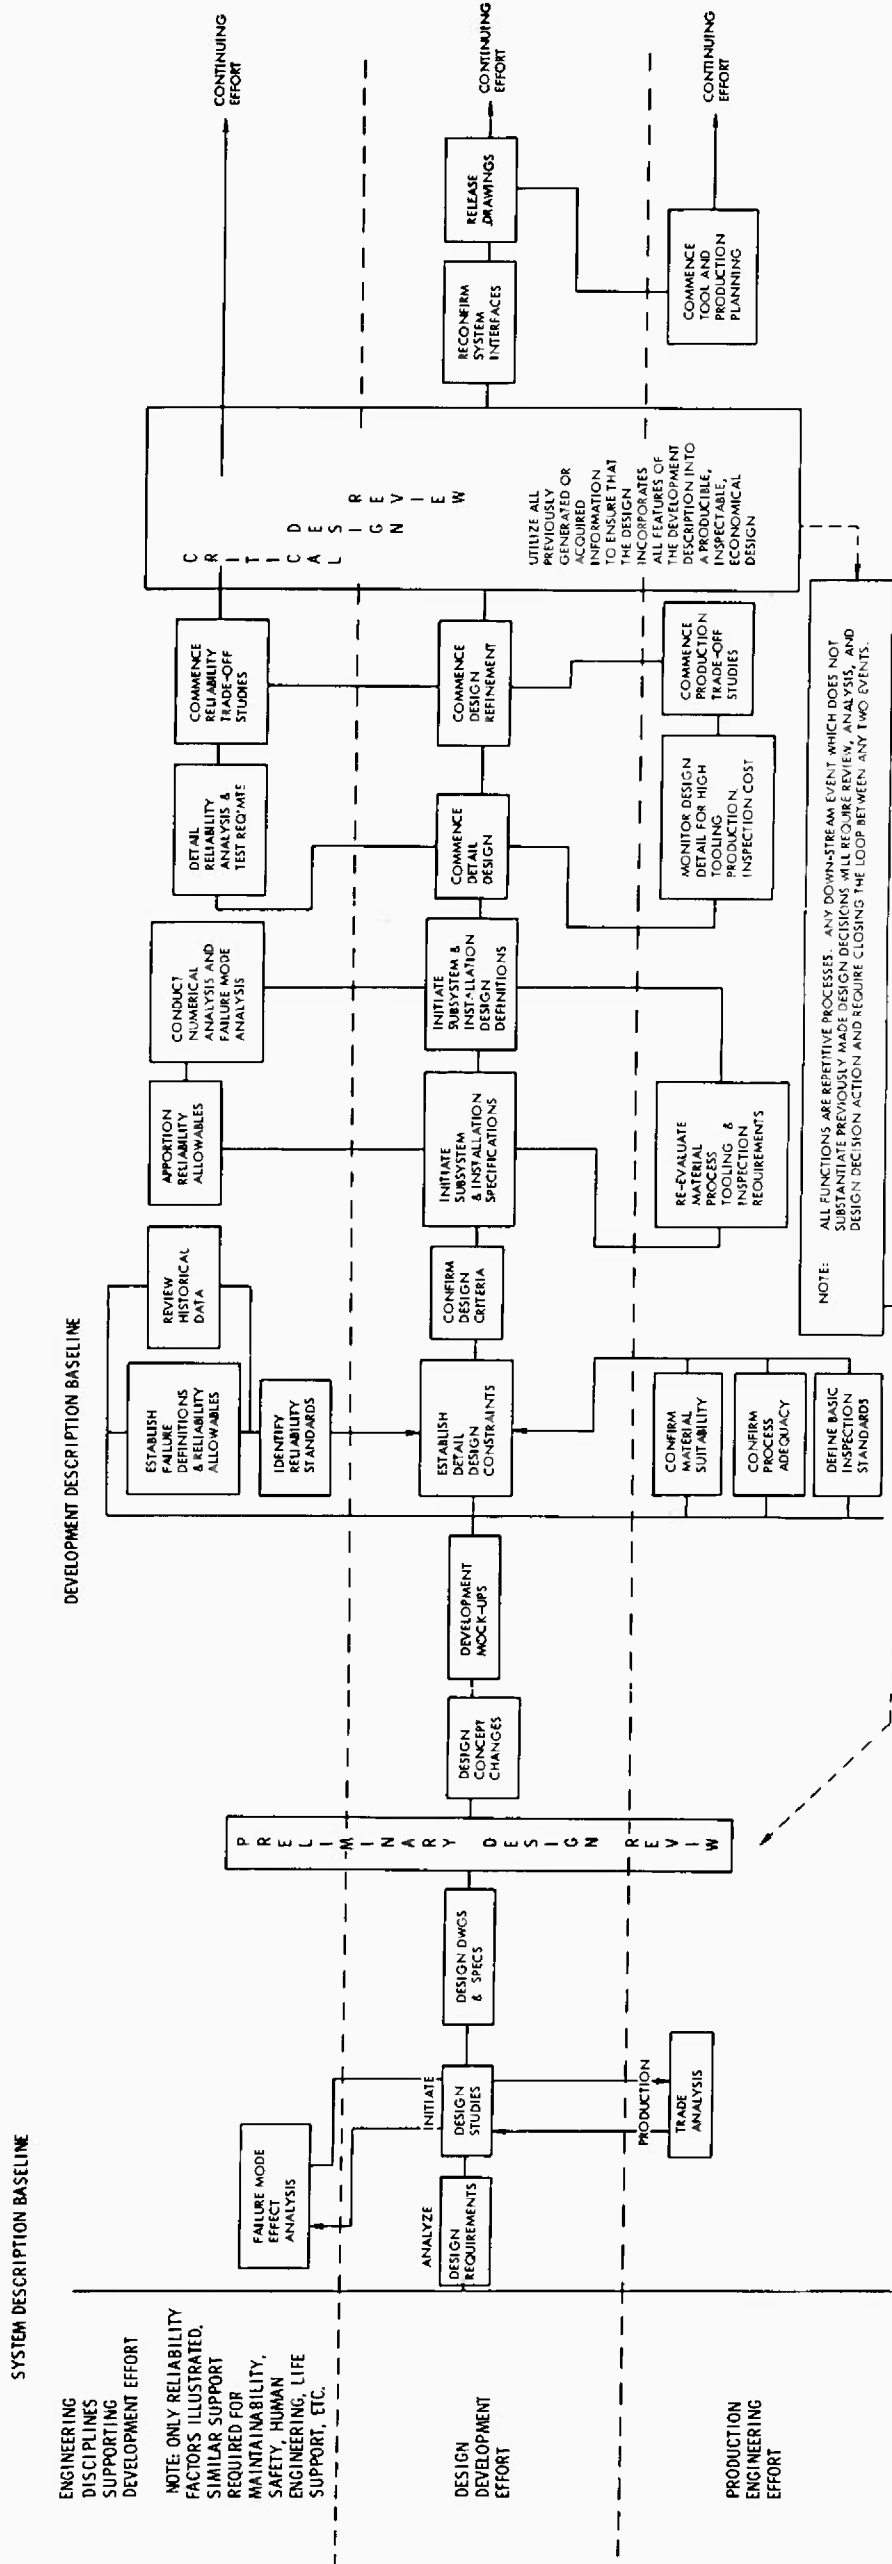 SYSTEM DESCRIPTION BASELINE
DEVELOPMENT DESCRIPTION BASELINE
ENGINEERING
DISCIPLINES
SUPPORTING
DEVELOPMENT EFFORT
NOTE: ONLY RELIABILITY
FACTORS ILLUSTRATED.
SIMILAR SUPPORT
REQUIRED FOR
MAINTAINABILITY,
SAFETY, HUMAN
ENGINEERING, LIFE
SUPPORT, ETC.
FAILURE MODE
EFFECT
ANALYSIS
ESTABLISH
FAILURE
DEFINITIONS
& RELIABILITY
ALLOWABLES
REVIEW
HISTORICAL
DATA
IDENTIFY
RELIABILITY
STANDARDS
APPORTION
RELIABILITY
ALLOWABLES
CONDUCT
NUMERICAL
ANALYSIS AND
FAILURE MODE
ANALYSIS
DETAIL
RELIABILITY
ANALYSIS &
TEST REQ'MTS
COMMENCE
RELIABILITY
TRADE-OFF
STUDIES
CONTINUING
EFFORT
DESIGN
DEVELOPMENT
EFFORT
ANALYZE
DESIGN
REQUIREMENTS
INITIATE
DESIGN
STUDIES
DESIGN DWGS
& SPECS
PRELIMINARY DESIGN REVIW
DESIGN
CONCEPT
CHANGES
DEVELOPMENT
MOCK-UPS
ESTABLISH
DETAIL
DESIGN
CONSTRAINTS
CONFIRM
DESIGN
CRITERIA
INITIATE
SUBSYSTEM
& INSTALLATION
SPECIFICATIONS
INITIATE
SUBSYSTEM &
INSTALLATION
DESIGN
DEFINITIONS
COMMENCE
DETAIL
DESIGN
COMMENCE
DESIGN
REFINEMENT
CRITICAL
DESIGN
REVIEW
UTILIZE ALL
PREVIOUSLY
GENERATED OR
ACQUIRED
INFORMATION
TO ENSURE THAT
THE DESIGN
INCORPORATES
ALL FEATURES OF
THE DEVELOPMENT
DESCRIPTION INTO
A PRODUCIBLE,
INSPECTABLE,
ECONOMICAL
DESIGN
RECONFIRM
SYSTEM
INTERFACES
RELEASE
DRAWINGS
CONTINUING
EFFORT
PRODUCTION
ENGINEERING
EFFORT
PRODUCTION
TRADE
ANALYSIS
CONFIRM
MATERIAL
SUITABILITY
CONFIRM
PROCESS
ADEQUACY
DEFINE BASIC
INSPECTION
STANDARDS
RE-EVALUATE
MATERIAL
PROCESS
TOOLING &
INSPECTION
REQUIREMENTS
MONITOR DESIGN
DETAIL FOR HIGH
TOOLING
PRODUCTION,
INSPECTION COST
COMMENCE
PRODUCTION
TRADE-OFF
STUDIES
COMMENCE
TOOL AND
PRODUCTION
PLANNING
CONTINUING
EFFORT
NOTE: ALL FUNCTIONS ARE REPETITIVE PROCESSES. ANY DOWN-STREAM EVENT WHICH DOES NOT
SUBSTANTIATE PREVIOUSLY MADE DESIGN DECISIONS WILL REQUIRE REVIEW, ANALYSIS, AND
DESIGN DECISION ACTION AND REQUIRE CLOSING THE LOOP BETWEEN ANY TWO EVENTS.